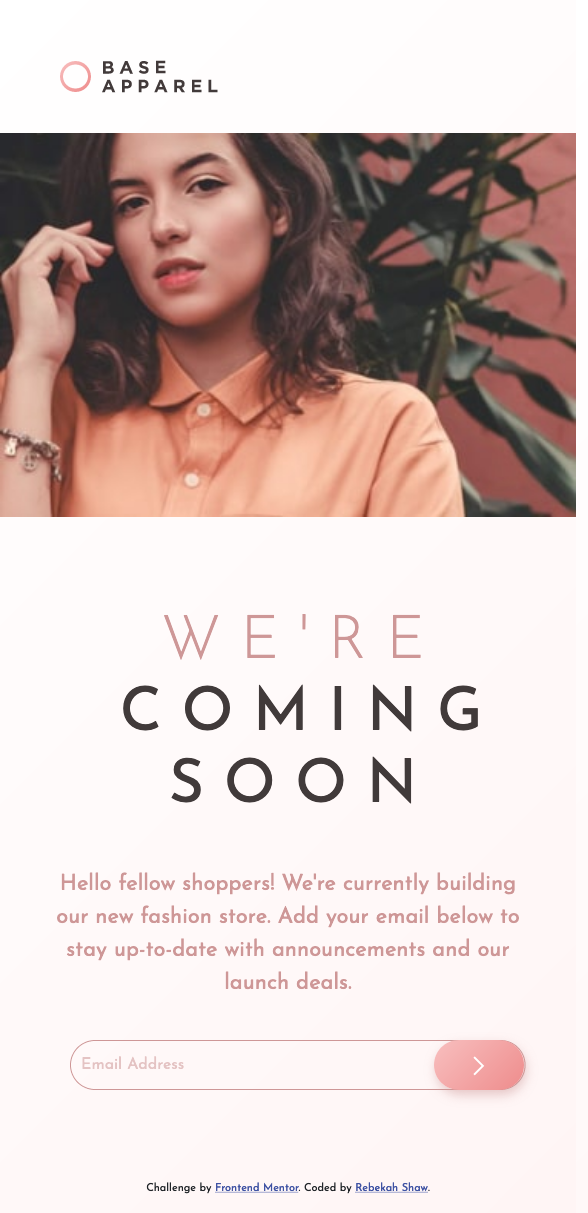 BASE
APPAREL
WE'RE
COMING
SOON
Hello fellow shoppers! We're currently building
our new fashion store. Add your email below to
stay up-to-date with announcements and our
launch deals.
Email Address
Challenge by Frontend Mentor. Coded by Rebekah Shaw.